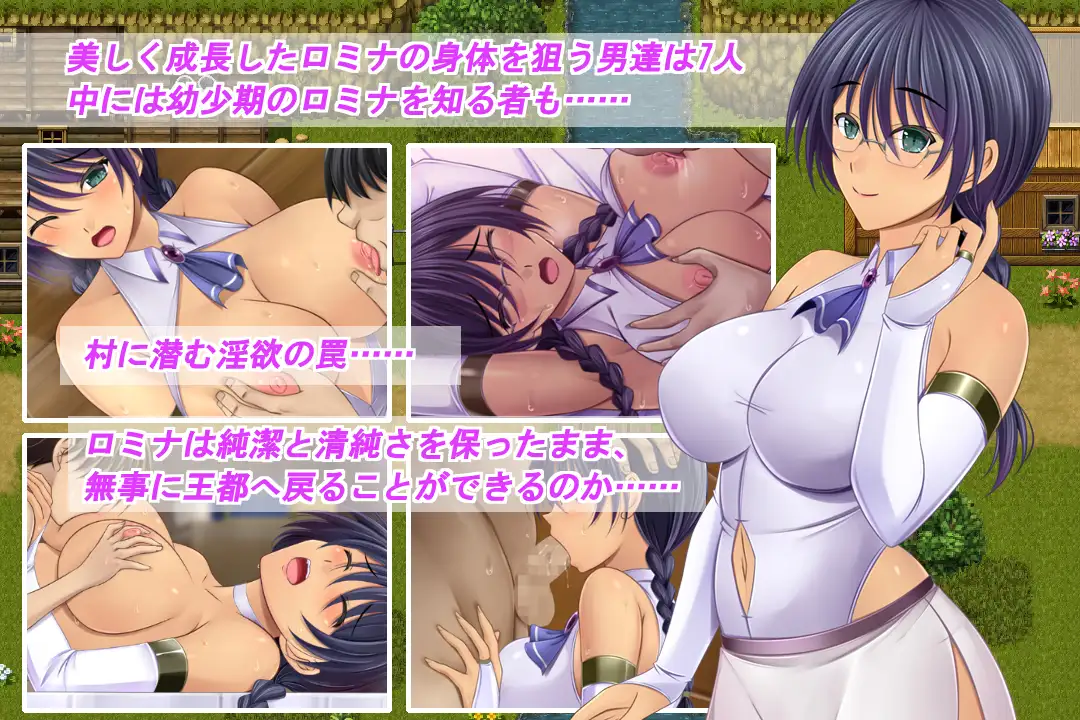 美しく成長したロミナの身体を狙う男達は7人
中には幼少期のロミナを知る者も……
村に潜む淫欲の罠……
ロミナは純潔と清純さを保ったまま、
無事に王都へ戻ることができるのか……